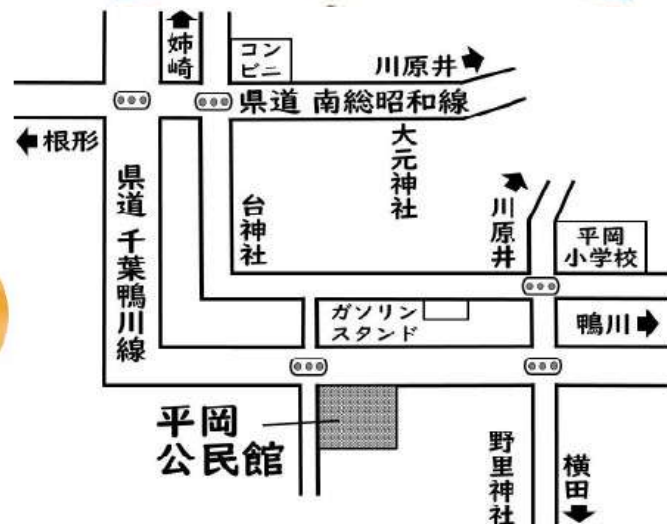 姉崎
コン
ビニ
川原井
県道 南総昭和線
根形
大元神社
県道 千葉鴨川線
台神社
川原井
平岡
小学校
ガソリン
スタンド
鴨川
平岡
公民館
野里神社
横田